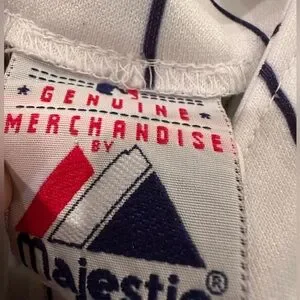 ★ GENUINE ★
MERCHANDISE
BY
Majestic®